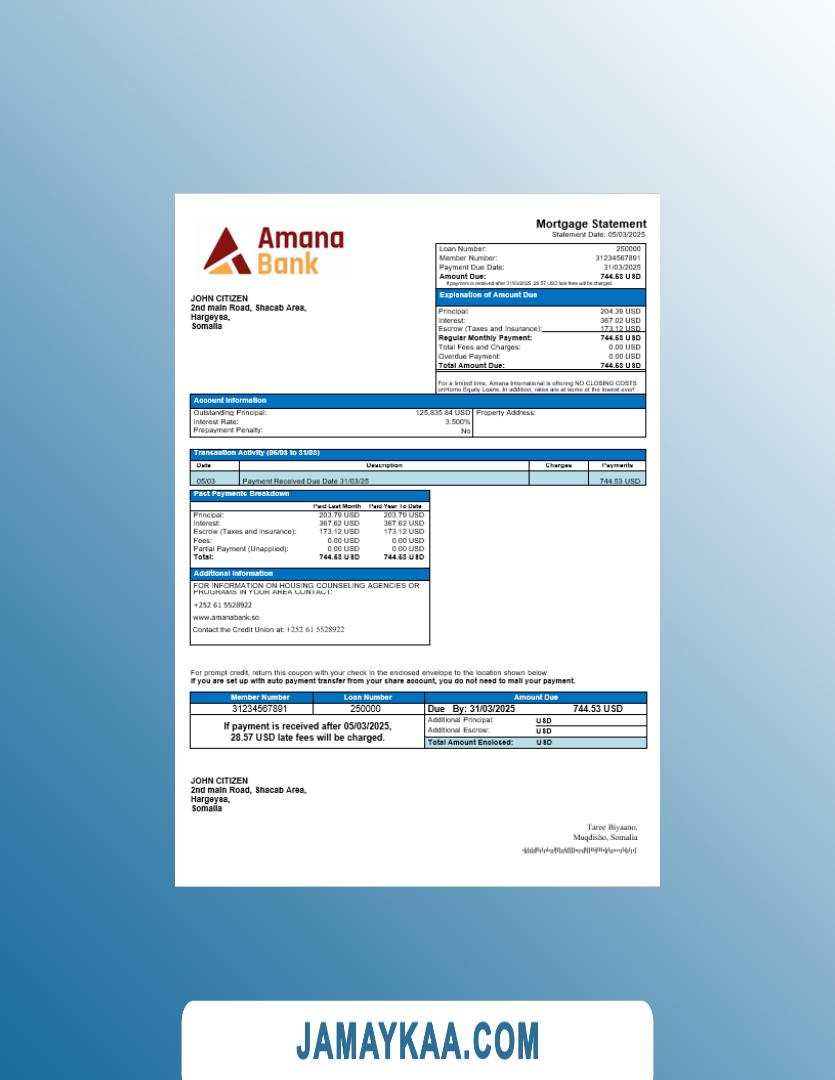 Amana
Bank
Mortgage Statement
Statement Date: 05/03/2025
Loan Number: 250000
Member Number: 31234567891
Payment Due Date: 31/03/2025
Amount Due: 744.53 USD
If payment is received after 31/03/2025, 28.57 USD late fees will be charged.
JOHN CITIZEN
2nd main Road, Shacab Area,
Hargeysa,
Somalia
Explanation of Amount Due
Principal: 204.39 USD
Interest: 367.02 USD
Escrow (Taxes and Insurance): 173.12 USD
Regular Monthly Payment: 744.53 USD
Total Fees and Charges: 0.00 USD
Overdue Payment: 0.00 USD
Total Amount Due: 744.53 USD
For a limited time, Amana International is offering NO CLOSING COSTS
on Home Equity Loans. In addition, rates are at some of the lowest ever!
Account Information
Outstanding Principal: 125,835.84 USD
Interest Rate: 3.500%
Prepayment Penalty: No
Property Address:
Transaction Activity (05/03 to 31/03)
Date Description Charges Payments
05/03 Payment Received Due Date 31/03/25 744.53 USD
Past Payments Breakdown
Paid Last Month Paid Year To Date
Principal: 203.79 USD 203.79 USD
Interest: 367.62 USD 367.62 USD
Escrow (Taxes and Insurance): 173.12 USD 173.12 USD
Fees: 0.00 USD 0.00 USD
Partial Payment (Unapplied): 0.00 USD 0.00 USD
Total: 744.53 USD 744.53 USD
Additional Information
FOR INFORMATION ON HOUSING COUNSELING AGENCIES OR
PROGRAMS IN YOUR AREA CONTACT:
+252 61 5528922
www.amanabank.so
Contact the Credit Union at: +252 61 5528922
For prompt credit, return this coupon with your check in the enclosed envelope to the location shown below.
If you are set up with auto payment transfer from your share account, you do not need to mail your payment.
Member Number Loan Number Amount Due
31234567891 250000 Due By: 31/03/2025 744.53 USD
If payment is received after 05/03/2025,
28.57 USD late fees will be charged.
Additional Principal: USD
Additional Escrow: USD
Total Amount Enclosed: USD
JOHN CITIZEN
2nd main Road, Shacab Area,
Hargeysa,
Somalia
Taree Biyaano,
Muqdisho, Somalia
JAMAYKAA.COM